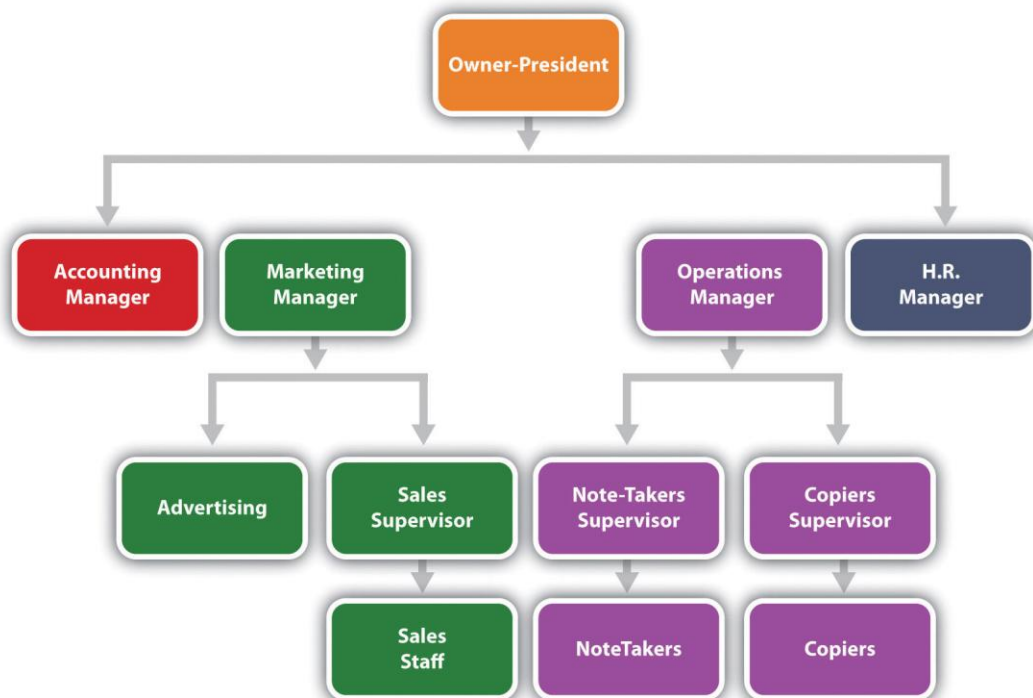 Owner-President
Accounting
Manager
Marketing
Manager
Operations
Manager
H.R.
Manager
Advertising
Sales
Supervisor
Note-Takers
Supervisor
Copiers
Supervisor
Sales
Staff
NoteTakers
Copiers